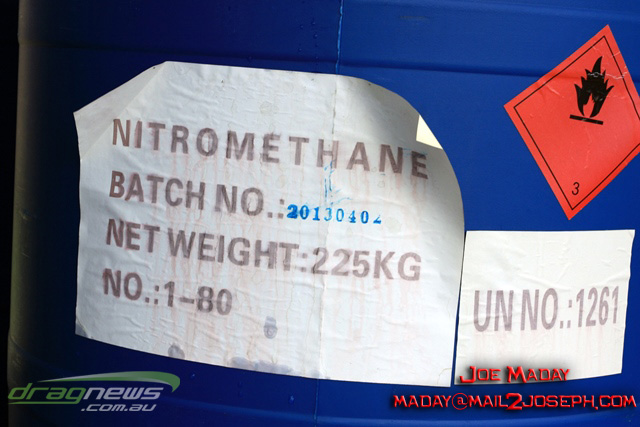 NITROMETHANE
BATCH NO.:20130402
NET WEIGHT:225KG
NO.:1-80
3
UN NO.:1261
dragnews
.com.au
JOE MADAY
MADAY@MAIL2JOSEPH.COM